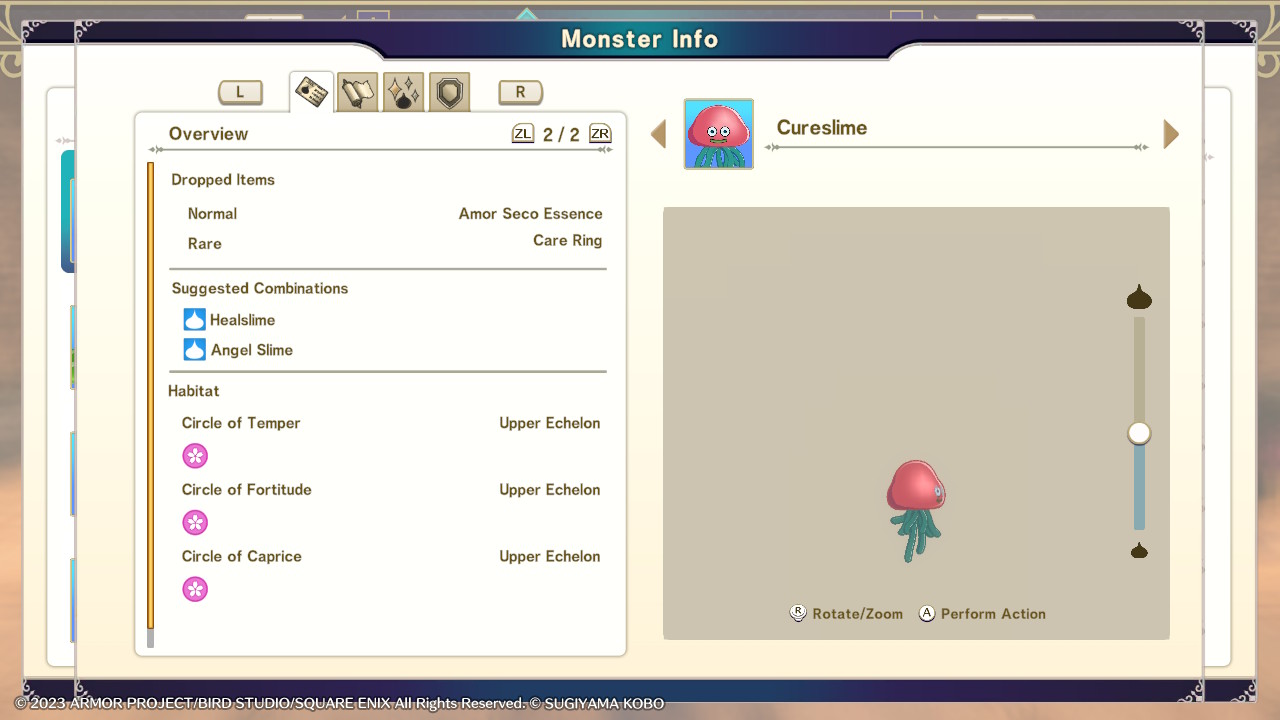 Monster Info
L
R
Overview
ZL 2 / 2 ZR
Dropped Items
Normal Amor Seco Essence
Rare Care Ring
Suggested Combinations
Healslime
Angel Slime
Habitat
Circle of Temper Upper Echelon
Circle of Fortitude Upper Echelon
Circle of Caprice Upper Echelon
Cureslime
R Rotate/Zoom A Perform Action
© 2023 ARMOR PROJECT/BIRD STUDIO/SQUARE ENIX All Rights Reserved. © SUGIYAMA KOBO